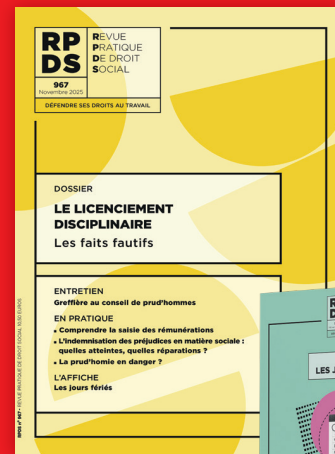 RP
DS
REVUE
PRATIQUE
DE DROIT
SOCIAL
967
Novembre 2025
DÉFENDRE SES DROITS AU TRAVAIL
DOSSIER
LE LICENCIEMENT
DISCIPLINAIRE
Les faits fautifs
ENTRETIEN
Greffière au conseil de prud'hommes
EN PRATIQUE
• Comprendre la saisie des rémunérations
• L'indemnisation des préjudices en matière sociale :
quelles atteintes, quelles réparations ?
• La prud'homie en danger ?
L'AFFICHE
Les jours fériés
RPDS n° 967 - REVUE PRATIQUE DE DROIT SOCIAL 10,50 EUROS
LES J